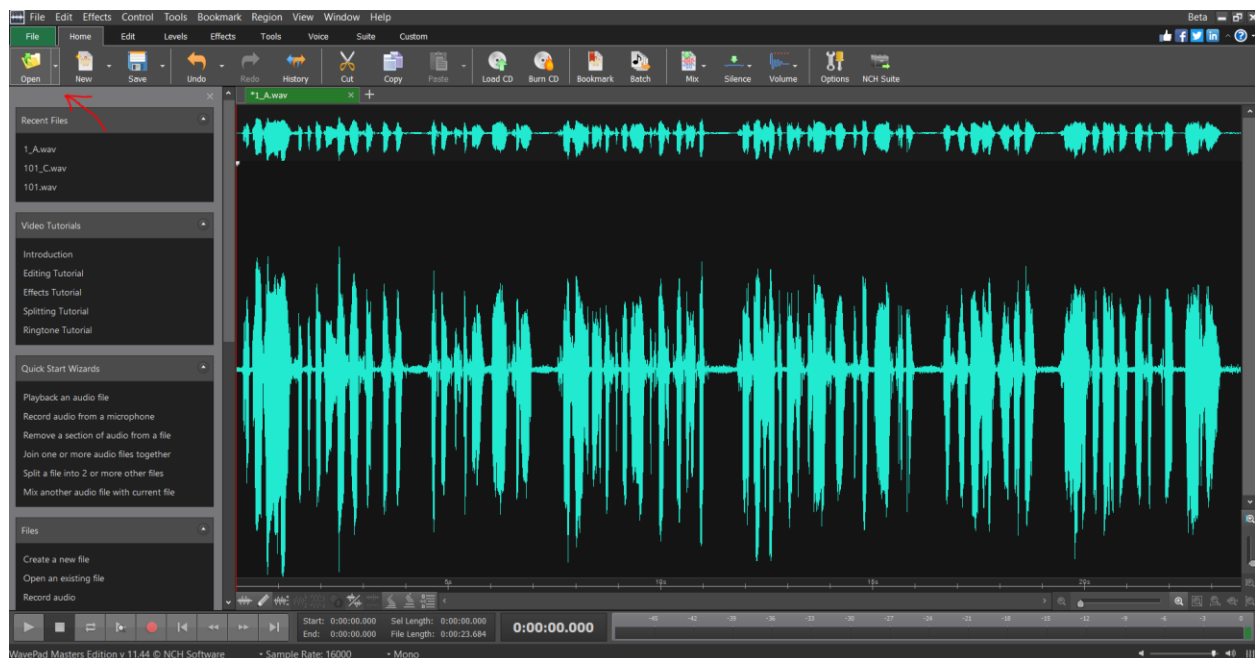 File Edit Effects Control Tools Bookmark Region View Window Help Beta
File Home Edit Levels Effects Tools Voice Suite Custom
Open New Save Undo Redo History Cut Copy Paste Load CD Burn CD Bookmark Batch Mix Silence Volume Options NCH Suite
*1_A.wav
Recent Files
1_A.wav
101_C.wav
101.wav
Video Tutorials
Introduction
Editing Tutorial
Effects Tutorial
Splitting Tutorial
Ringtone Tutorial
Quick Start Wizards
Playback an audio file
Record audio from a microphone
Remove a section of audio from a file
Join one or more audio files together
Split a file into 2 or more other files
Mix another audio file with current file
Files
Create a new file
Open an existing file
Record audio
5s 10s 15s 20s
Start: 0:00:00.000 Sel Length: 0:00:00.000
End: 0:00:00.000 File Length: 0:00:23.684
0:00:00.000
-45 -42 -39 -36 -33 -30 -27 -24 -21 -18 -15 -12 -9 -6 -3 0
WavePad Masters Edition v 11.44 © NCH Software • Sample Rate: 16000 • Mono